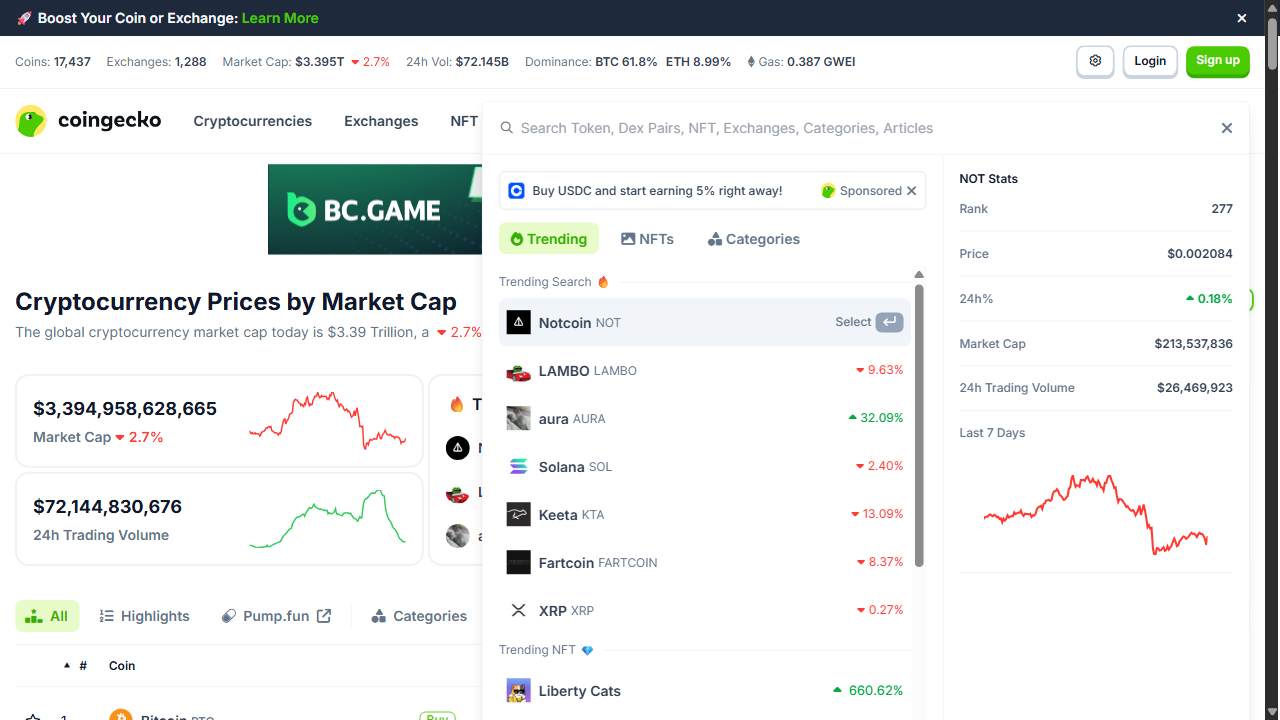 🚀 Boost Your Coin or Exchange: Learn More
Coins: 17,437 Exchanges: 1,288 Market Cap: $3.395T 2.7% 24h Vol: $72.145B Dominance: BTC 61.8% ETH 8.99% Gas: 0.387 GWEI
Login
Sign up
coingecko Cryptocurrencies Exchanges NFT
Search Token, Dex Pairs, NFT, Exchanges, Categories, Articles
BC.GAME
Buy USDC and start earning 5% right away! Sponsored
Trending NFTs Categories
Trending Search 🔥
Notcoin NOT Select
LAMBO LAMBO 9.63%
aura AURA 32.09%
Solana SOL 2.40%
Keeta KTA 13.09%
Fartcoin FARTCOIN 8.37%
XRP XRP 0.27%
Trending NFT 💎
Liberty Cats 660.62%
NOT Stats
Rank 277
Price $0.002084
24h% 0.18%
Market Cap $213,537,836
24h Trading Volume $26,469,923
Last 7 Days
Cryptocurrency Prices by Market Cap
The global cryptocurrency market cap today is $3.39 Trillion, a 2.7%
$3,394,958,628,665
Market Cap 2.7%
$72,144,830,676
24h Trading Volume
All Highlights Pump.fun Categories
# Coin
1 Bitcoin BTC Buy